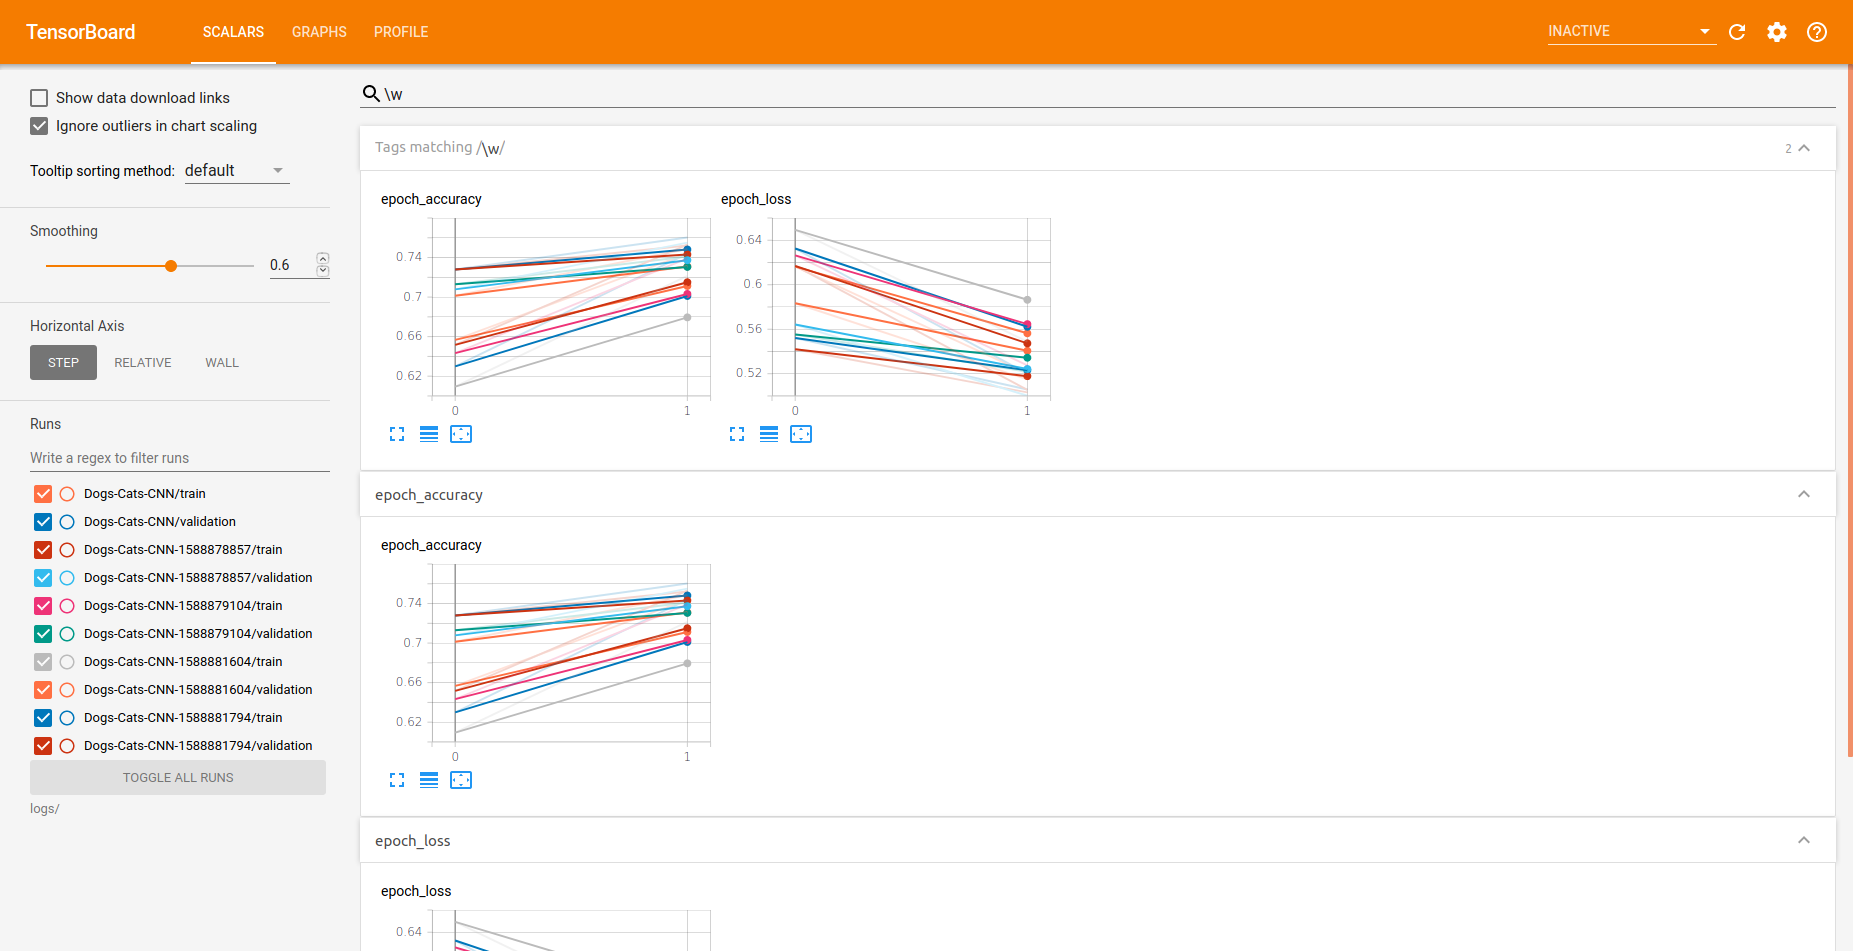 TensorBoard SCALARS GRAPHS PROFILE INACTIVE
Show data download links
Ignore outliers in chart scaling
Tooltip sorting method: default
Smoothing
0.6
Horizontal Axis
STEP RELATIVE WALL
Runs
Write a regex to filter runs
Dogs-Cats-CNN/train
Dogs-Cats-CNN/validation
Dogs-Cats-CNN-1588878857/train
Dogs-Cats-CNN-1588878857/validation
Dogs-Cats-CNN-1588879104/train
Dogs-Cats-CNN-1588879104/validation
Dogs-Cats-CNN-1588881604/train
Dogs-Cats-CNN-1588881604/validation
Dogs-Cats-CNN-1588881794/train
Dogs-Cats-CNN-1588881794/validation
TOGGLE ALL RUNS
logs/
\w
Tags matching /\w/ 2
epoch_accuracy
0.74
0.7
0.66
0.62
0 1
epoch_loss
0.64
0.6
0.56
0.52
0 1
epoch_accuracy
epoch_accuracy
0.74
0.7
0.66
0.62
0 1
epoch_loss
epoch_loss
0.64